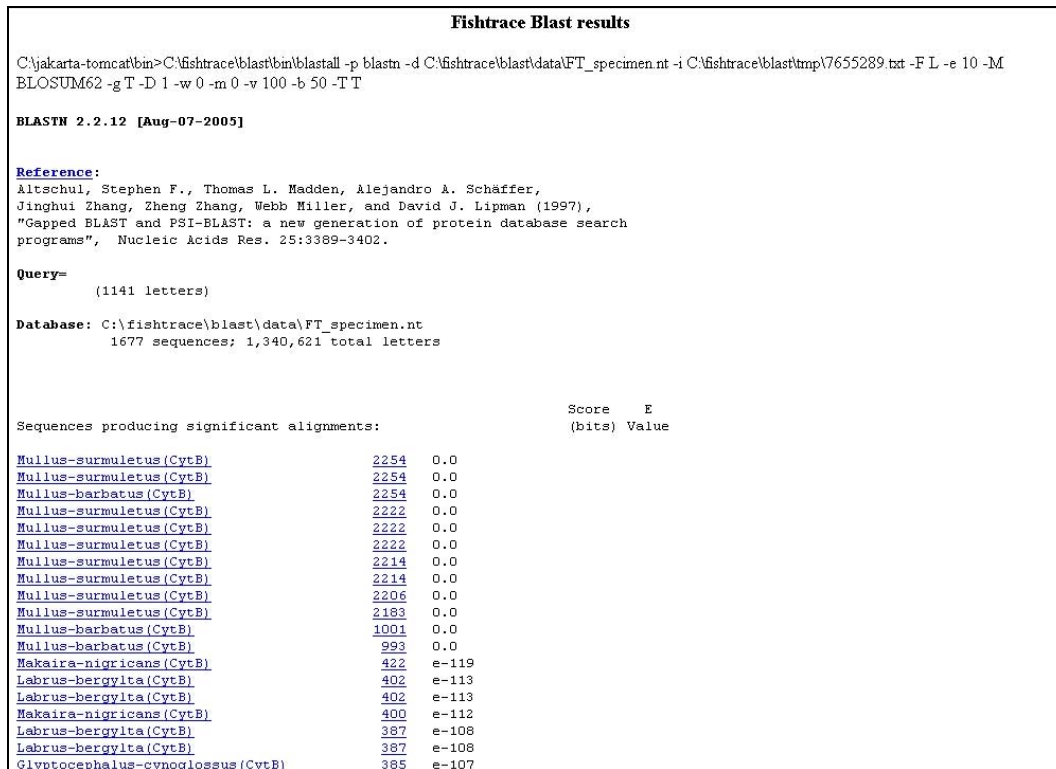 Fishtrace Blast results
C:\jakarta-tomcat\bin>C:\fishtrace\blast\bin\blastall -p blastn -d C:\fishtrace\blast\data\FT_specimen.nt -i C:\fishtrace\blast\tmp\7655289.txt -F L -e 10 -M
BLOSUM62 -g T -D 1 -w 0 -m 0 -v 100 -b 50 -T T
BLASTN 2.2.12 [Aug-07-2005]
Reference:
Altschul, Stephen F., Thomas L. Madden, Alejandro A. Schäffer,
Jinghui Zhang, Zheng Zhang, Webb Miller, and David J. Lipman (1997),
"Gapped BLAST and PSI-BLAST: a new generation of protein database search
programs", Nucleic Acids Res. 25:3389-3402.
Query=
(1141 letters)
Database: C:\fishtrace\blast\data\FT_specimen.nt
1677 sequences; 1,340,621 total letters
Score E
Sequences producing significant alignments: (bits) Value
Mullus-surmuletus(CytB) 2254 0.0
Mullus-surmuletus(CytB) 2254 0.0
Mullus-barbatus(CytB) 2254 0.0
Mullus-surmuletus(CytB) 2222 0.0
Mullus-surmuletus(CytB) 2222 0.0
Mullus-surmuletus(CytB) 2222 0.0
Mullus-surmuletus(CytB) 2214 0.0
Mullus-surmuletus(CytB) 2214 0.0
Mullus-surmuletus(CytB) 2206 0.0
Mullus-surmuletus(CytB) 2183 0.0
Mullus-barbatus(CytB) 1001 0.0
Mullus-barbatus(CytB) 993 0.0
Makaira-nigricans(CytB) 422 e-119
Labrus-bergylta(CytB) 402 e-113
Labrus-bergylta(CytB) 402 e-113
Makaira-nigricans(CytB) 400 e-112
Labrus-bergylta(CytB) 387 e-108
Labrus-bergylta(CytB) 387 e-108
Glyptocephalus-cynoglossus(CytB) 385 e-107